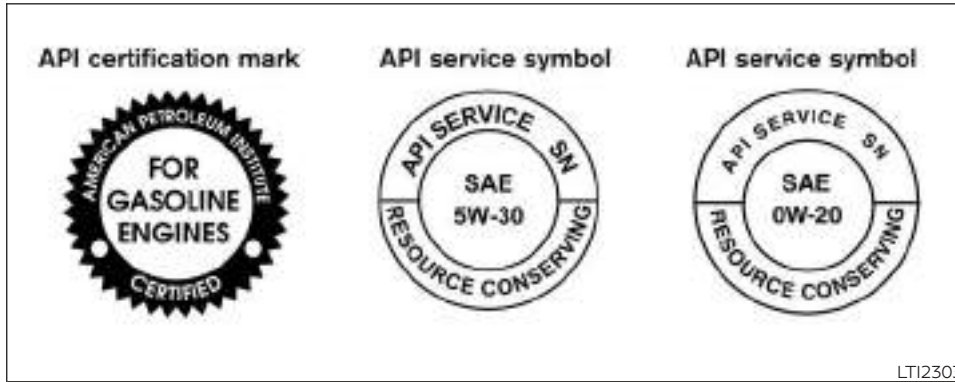 API certification mark
AMERICAN PETROLEUM INSTITUTE
FOR
GASOLINE
ENGINES
CERTIFIED
API service symbol
API SERVICE SN
SAE
5W-30
RESOURCE CONSERVING
API service symbol
API SERVICE SN
SAE
0W-20
RESOURCE CONSERVING
LTI2303